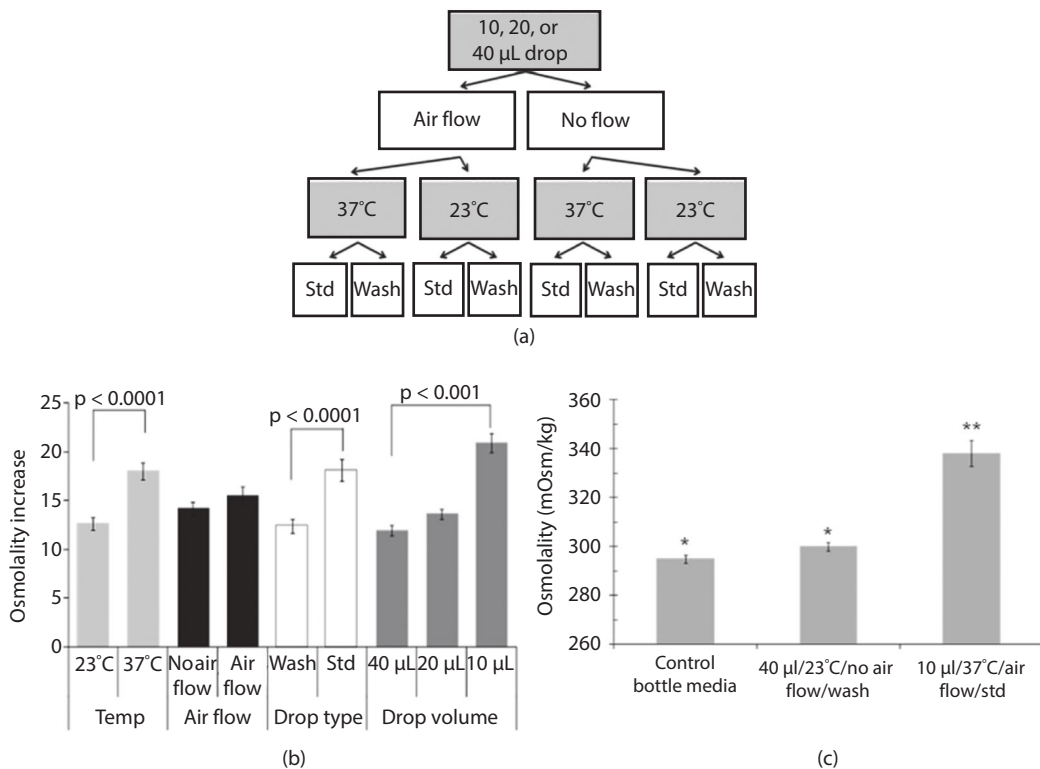 10, 20, or
40 µL drop
Air flow
No flow
37°C
23°C
37°C
23°C
Std
Wash
Std
Wash
Std
Wash
Std
Wash
(a)
p < 0.0001
p < 0.0001
p < 0.001
Osmolality increase
25
20
15
10
5
0
23°C
37°C
No air
flow
Air
flow
Wash
Std
40 µL
20 µL
10 µL
Temp
Air flow
Drop type
Drop volume
(b)
Osmolality (mOsm/kg)
360
340
320
300
280
260
*
*
**
Control
bottle media
40 µl/23°C/no air
flow/wash
10 µl/37°C/air
flow/std
(c)